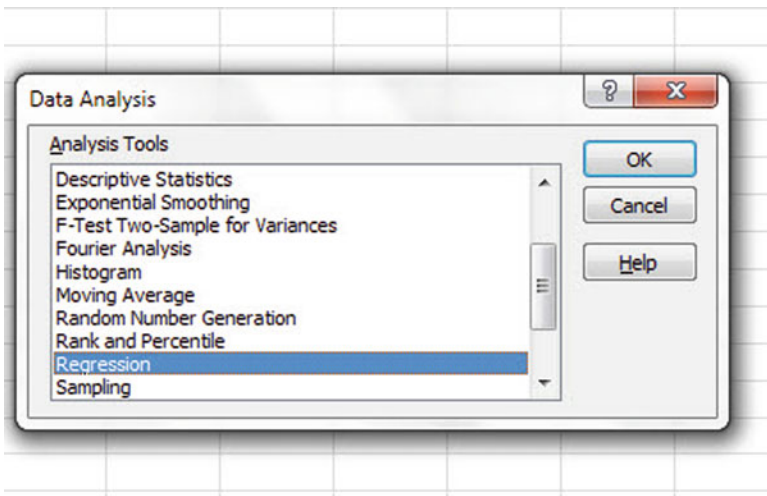 Data Analysis
Analysis Tools
Descriptive Statistics
Exponential Smoothing
F-Test Two-Sample for Variances
Fourier Analysis
Histogram
Moving Average
Random Number Generation
Rank and Percentile
Regression
Sampling
OK
Cancel
Help